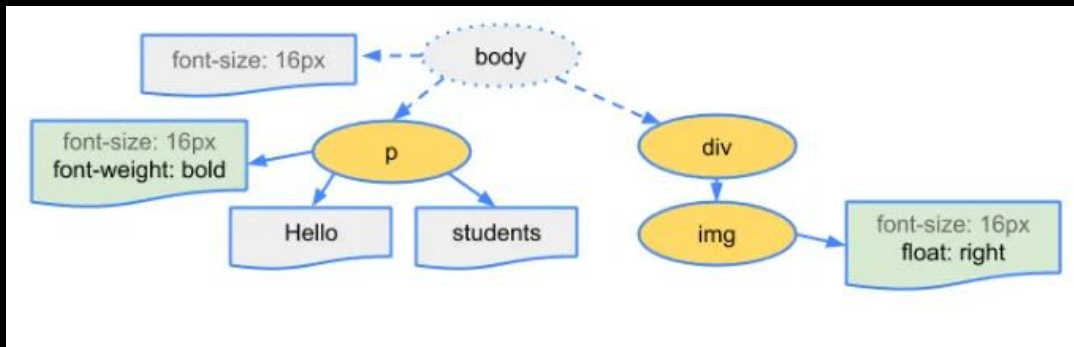 body
font-size: 16px
font-size: 16px
font-weight: bold
p
div
Hello
students
img
font-size: 16px
float: right